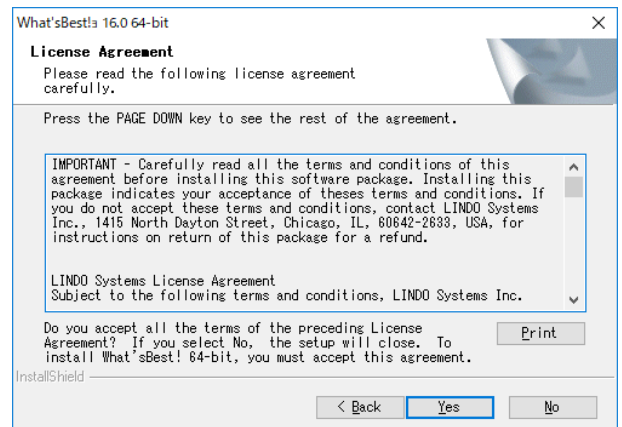 What'sBest! 16.0 64-bit
License Agreement
Please read the following license agreement
carefully.
Press the PAGE DOWN key to see the rest of the agreement.
IMPORTANT - Carefully read all the terms and conditions of this
agreement before installing this software package. Installing this
package indicates your acceptance of theses terms and conditions. If
you do not accept these terms and conditions, contact LINDO Systems
Inc., 1415 North Dayton Street, Chicago, IL, 60642-2633, USA, for
instructions on return of this package for a refund.
LINDO Systems License Agreement
Subject to the following terms and conditions, LINDO Systems Inc.
Do you accept all the terms of the preceding License
Agreement? If you select No, the setup will close. To
install What'sBest! 64-bit, you must accept this agreement.
Print
InstallShield
< Back
Yes
No